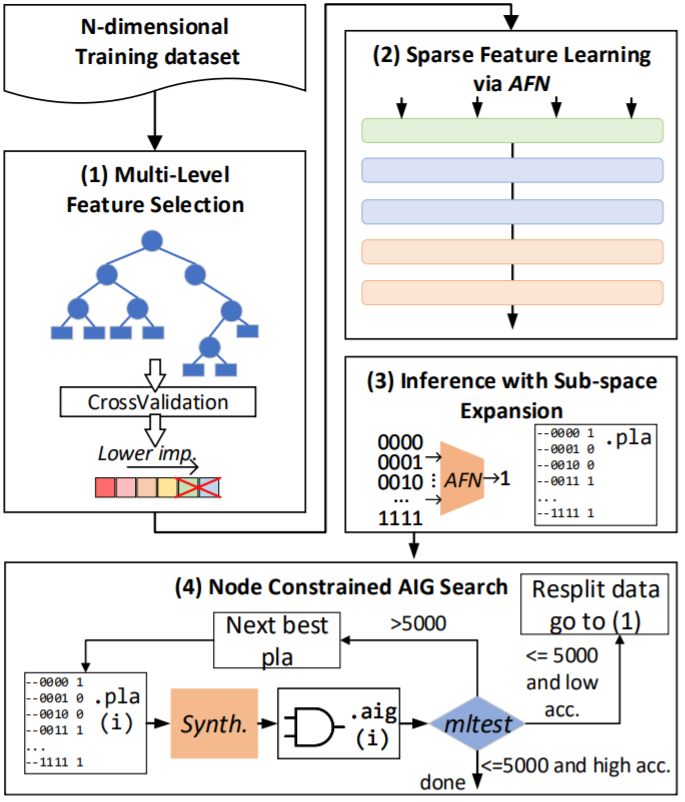 N-dimensional
Training dataset
(1) Multi-Level
Feature Selection
CrossValidation
Lower imp.
(2) Sparse Feature Learning
via AFN
(3) Inference with Sub-space
Expansion
0000
0001
0010
...
1111
AFN
1
--0000 1
--0001 0
--0010 0
--0011 1
...
--1111 1
.pla
(4) Node Constrained AIG Search
Next best
pla
>5000
Resplit data
go to (1)
<= 5000
and low
acc.
--0000 1
--0001 0
--0010 0
--0011 1
...
--1111 1
.pla
(i)
Synth.
.aig
(i)
mltest
<=5000 and high acc.
done